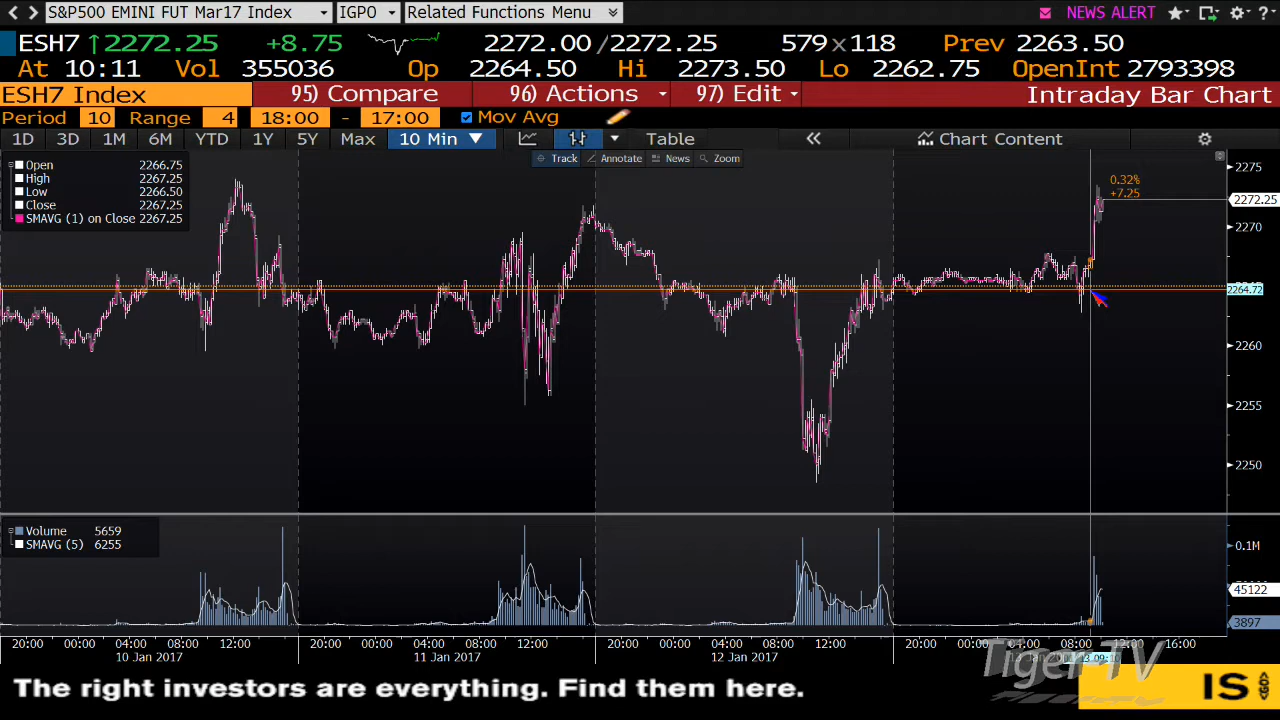 S&P500 EMINI FUT Mar17 Index IGPO Related Functions Menu NEWS ALERT ?
ESH7 ↑2272.25 +8.75 2272.00/2272.25 579×118 Prev 2263.50
At 10:11 Vol 355036 Op 2264.50 Hi 2273.50 Lo 2262.75 OpenInt 2793398
ESH7 Index 95) Compare 96) Actions 97) Edit Intraday Bar Chart
Period 10 Range 4 18:00 - 17:00 Mov Avg
1D 3D 1M 6M YTD 1Y 5Y Max 10 Min ▼ Table « Chart Content
Track Annotate News Zoom
Open 2266.75
High 2267.25
Low 2266.50
Close 2267.25
SMAVG (1) on Close 2267.25
0.32%
+7.25
2275
2272.25
2270
2264.72
2260
2255
2250
Volume 5659
SMAVG (5) 6255
0.1M
45122
3897
20:00 00:00 04:00 08:00 12:00 20:00 00:00 04:00 08:00 12:00 20:00 00:00 04:00 08:00 12:00 20:00 00:00 04:00 08:00 12:00 16:00
10 Jan 2017 11 Jan 2017 12 Jan 2017
Tiger TV
The right investors are everything. Find them here.
IS